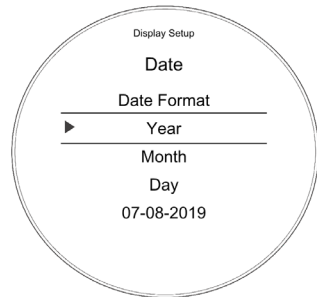 Display Setup
Date
Date Format
Year
Month
Day
07-08-2019